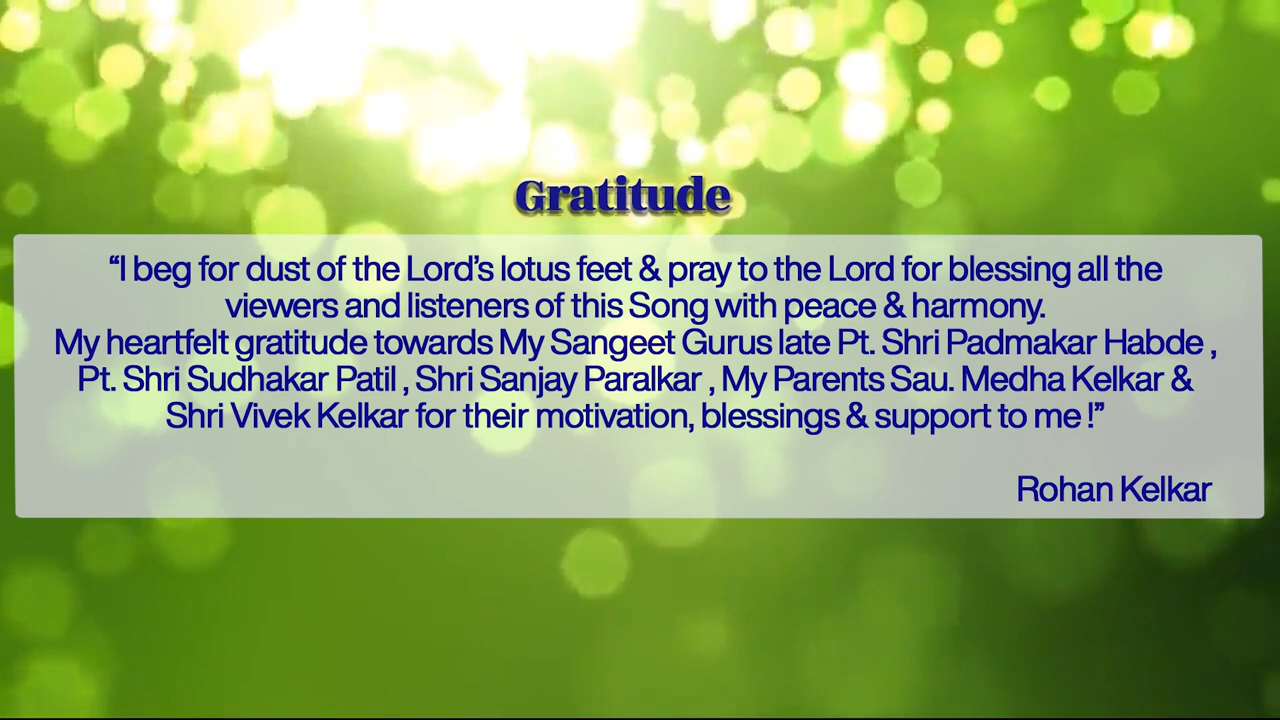 Gratitude
“I beg for dust of the Lord’s lotus feet & pray to the Lord for blessing all the
viewers and listeners of this Song with peace & harmony.
My heartfelt gratitude towards My Sangeet Gurus late Pt. Shri Padmakar Habde ,
Pt. Shri Sudhakar Patil , Shri Sanjay Paralkar , My Parents Sau. Medha Kelkar &
Shri Vivek Kelkar for their motivation, blessings & support to me !”
Rohan Kelkar